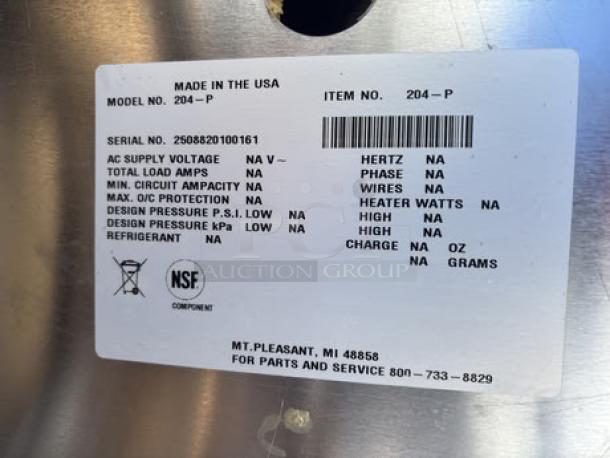 MADE IN THE USA
MODEL NO. 204-P ITEM NO. 204-P
SERIAL NO. 2508820100161
AC SUPPLY VOLTAGE NA V~ HERTZ NA
TOTAL LOAD AMPS NA PHASE NA
MIN. CIRCUIT AMPACITY NA WIRES NA
MAX. O/C PROTECTION NA HEATER WATTS NA
DESIGN PRESSURE P.S.I. LOW NA HIGH NA
DESIGN PRESSURE kPa LOW NA HIGH NA
REFRIGERANT NA CHARGE NA OZ
NA GRAMS
PCI
AUCTION GROUP
NSF
COMPONENT
MT.PLEASANT, MI 48858
FOR PARTS AND SERVICE 800-733-8829